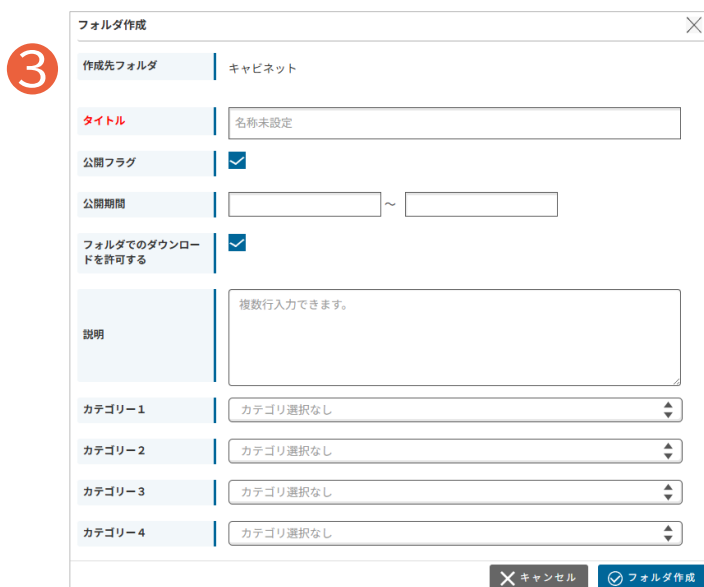 フォルダ作成
3
作成先フォルダ
キャビネット
タイトル
名称未設定
公開フラグ
公開期間
～
フォルダでのダウンロー
ドを許可する
説明
複数行入力できます。
カテゴリー１
カテゴリ選択なし
カテゴリー２
カテゴリ選択なし
カテゴリー３
カテゴリ選択なし
カテゴリー４
カテゴリ選択なし
キャンセル
フォルダ作成